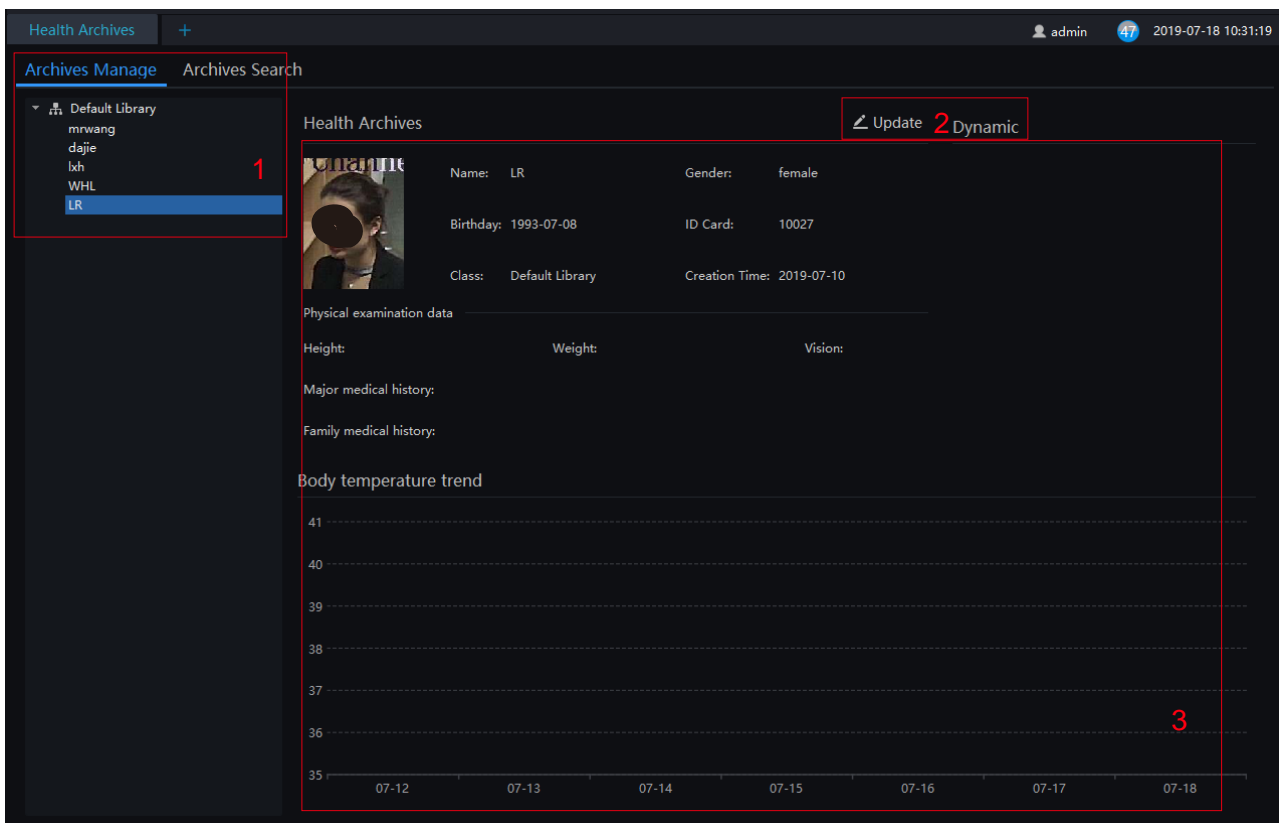 Health Archives + admin 47 2019-07-18 10:31:19
Archives Manage Archives Search
Default Library
mrwang
dajie
lxh
WHL
LR
1
Health Archives Update 2 Dynamic
Name: LR Gender: female
Birthday: 1993-07-08 ID Card: 10027
Class: Default Library Creation Time: 2019-07-10
Physical examination data
Height: Weight: Vision:
Major medical history:
Family medical history:
Body temperature trend
41
40
39
38
37
36
3
35
07-12 07-13 07-14 07-15 07-16 07-17 07-18